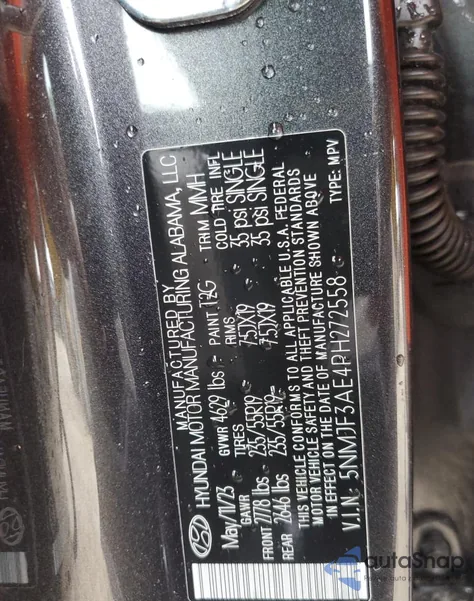 MANUFACTURED BY
HYUNDAI MOTOR MANUFACTURING ALABAMA, LLC
May/11/23 GVWR 4629 lbs PAINT T2G TRIM MMH
GAWR TIRES RIMS COLD TIRE INFL
FRONT 2778 lbs 235/55R19 7.5JX19 35 psi SINGLE
REAR 2646 lbs 235/55R19 7.5JX19 35 psi SINGLE
THIS VEHICLE CONFORMS TO ALL APPLICABLE U.S.A. FEDERAL
MOTOR VEHICLE SAFETY AND THEFT PREVENTION STANDARDS
IN EFFECT ON THE DATE OF MANUFACTURE SHOWN ABOVE
V.I.N: 5NMJF3AE4PH272558 TYPE: MPV
autaSnap